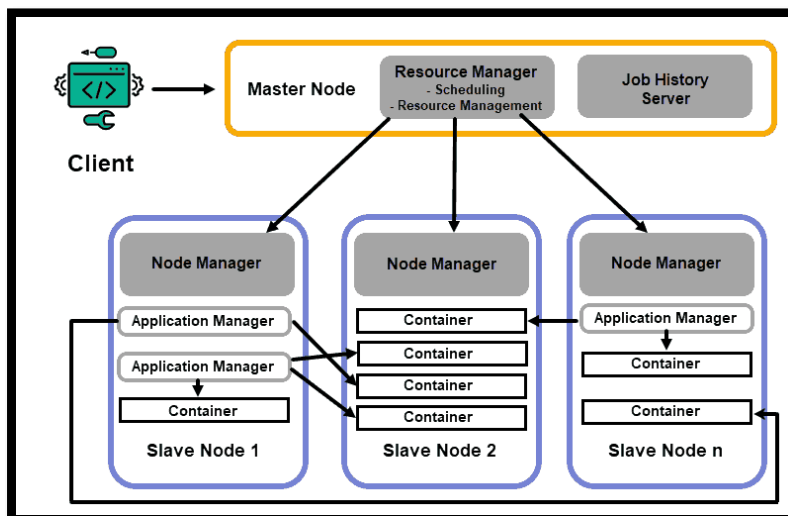 </>
Client
Master Node
Resource Manager
- Scheduling
- Resource Management
Job History
Server
Node Manager
Application Manager
Application Manager
Container
Slave Node 1
Node Manager
Container
Container
Container
Container
Slave Node 2
Node Manager
Application Manager
Container
Container
Slave Node n